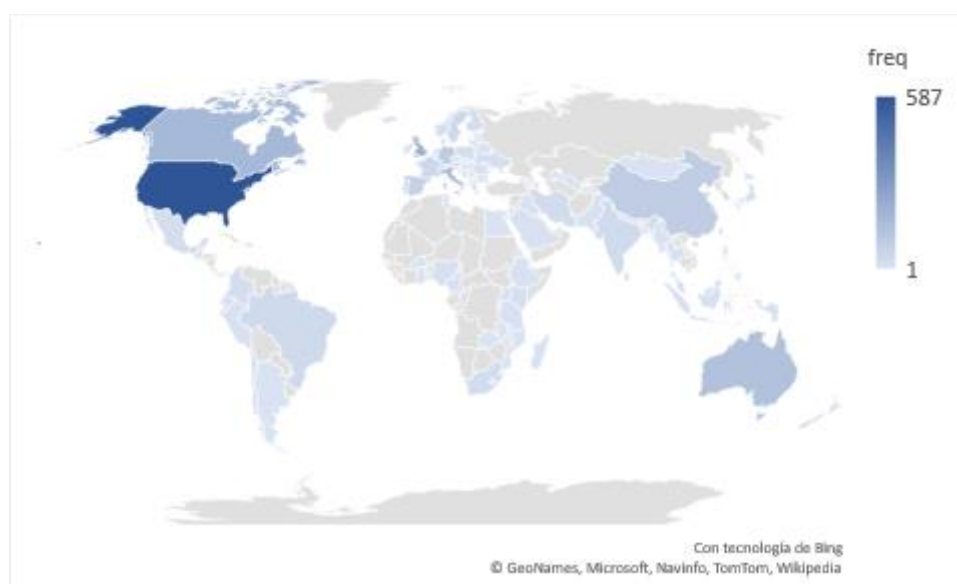 freq
587
1
Con tecnología de Bing
© GeoNames, Microsoft, Navinfo, TomTom, Wikipedia